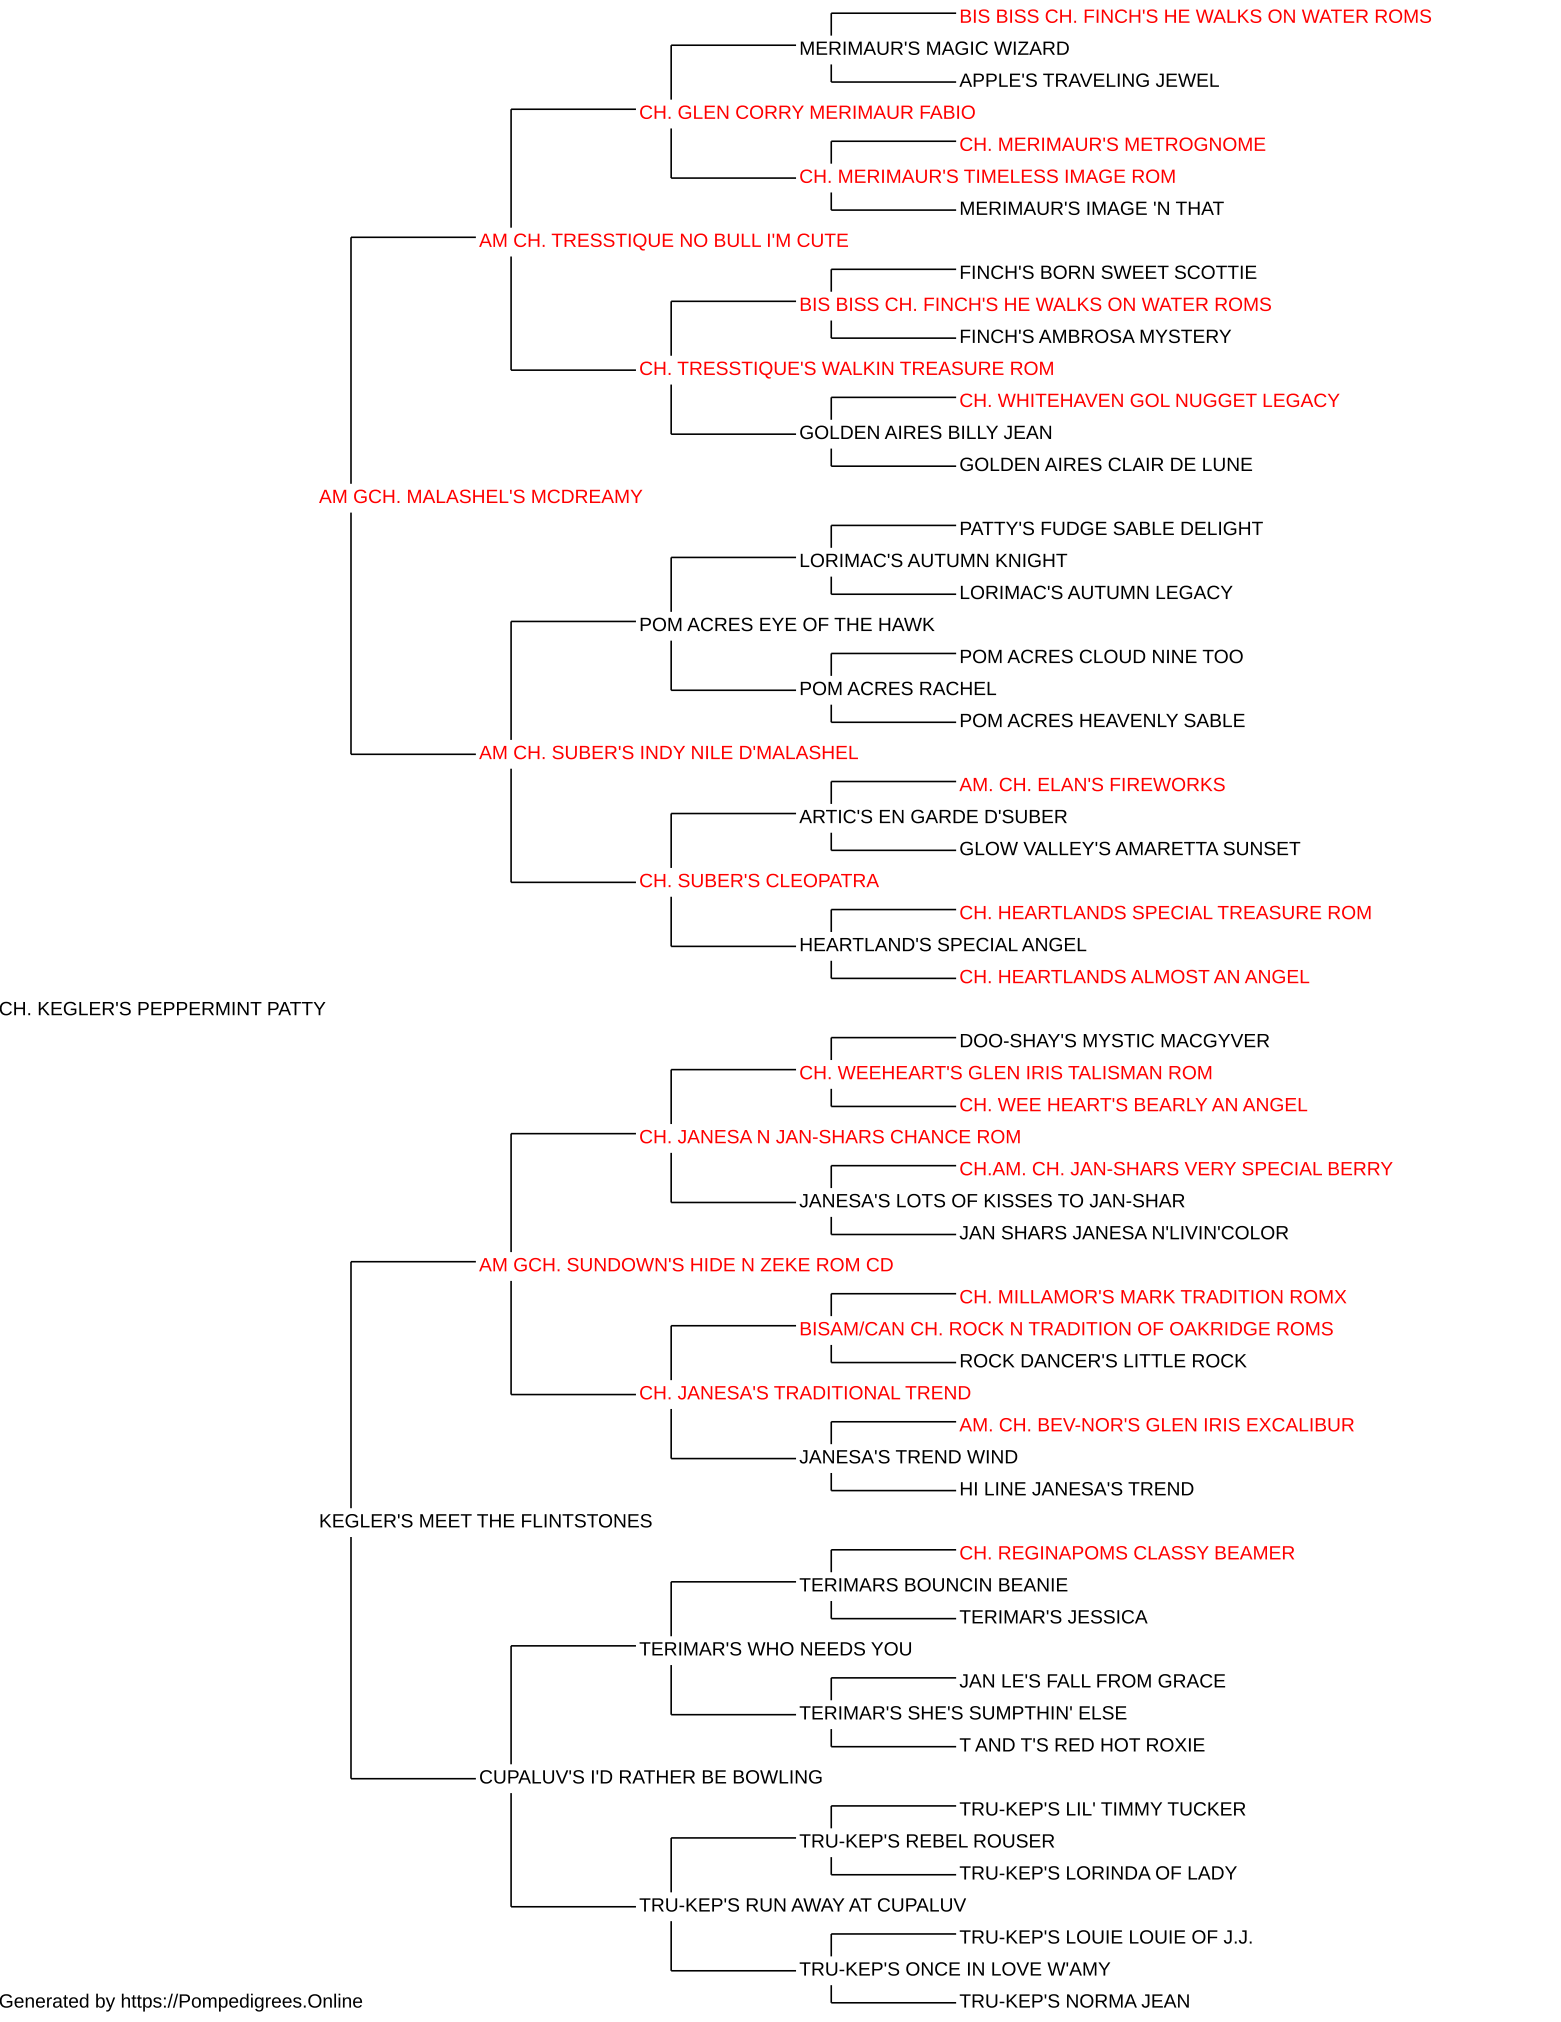 BIS BISS CH. FINCH'S HE WALKS ON WATER ROMS
MERIMAUR'S MAGIC WIZARD
APPLE'S TRAVELING JEWEL
CH. GLEN CORRY MERIMAUR FABIO
CH. MERIMAUR'S METROGNOME
CH. MERIMAUR'S TIMELESS IMAGE ROM
MERIMAUR'S IMAGE 'N THAT
AM CH. TRESSTIQUE NO BULL I'M CUTE
FINCH'S BORN SWEET SCOTTIE
BIS BISS CH. FINCH'S HE WALKS ON WATER ROMS
FINCH'S AMBROSA MYSTERY
CH. TRESSTIQUE'S WALKIN TREASURE ROM
CH. WHITEHAVEN GOL NUGGET LEGACY
GOLDEN AIRES BILLY JEAN
GOLDEN AIRES CLAIR DE LUNE
AM GCH. MALASHEL'S MCDREAMY
PATTY'S FUDGE SABLE DELIGHT
LORIMAC'S AUTUMN KNIGHT
LORIMAC'S AUTUMN LEGACY
POM ACRES EYE OF THE HAWK
POM ACRES CLOUD NINE TOO
POM ACRES RACHEL
POM ACRES HEAVENLY SABLE
AM CH. SUBER'S INDY NILE D'MALASHEL
AM. CH. ELAN'S FIREWORKS
ARTIC'S EN GARDE D'SUBER
GLOW VALLEY'S AMARETTA SUNSET
CH. SUBER'S CLEOPATRA
CH. HEARTLANDS SPECIAL TREASURE ROM
HEARTLAND'S SPECIAL ANGEL
CH. HEARTLANDS ALMOST AN ANGEL
CH. KEGLER'S PEPPERMINT PATTY
DOO-SHAY'S MYSTIC MACGYVER
CH. WEEHEART'S GLEN IRIS TALISMAN ROM
CH. WEE HEART'S BEARLY AN ANGEL
CH. JANESA N JAN-SHARS CHANCE ROM
CH.AM. CH. JAN-SHARS VERY SPECIAL BERRY
JANESA'S LOTS OF KISSES TO JAN-SHAR
JAN SHARS JANESA N'LIVIN'COLOR
AM GCH. SUNDOWN'S HIDE N ZEKE ROM CD
CH. MILLAMOR'S MARK TRADITION ROMX
BISAM/CAN CH. ROCK N TRADITION OF OAKRIDGE ROMS
ROCK DANCER'S LITTLE ROCK
CH. JANESA'S TRADITIONAL TREND
AM. CH. BEV-NOR'S GLEN IRIS EXCALIBUR
JANESA'S TREND WIND
HI LINE JANESA'S TREND
KEGLER'S MEET THE FLINTSTONES
CH. REGINAPOMS CLASSY BEAMER
TERIMARS BOUNCIN BEANIE
TERIMAR'S JESSICA
TERIMAR'S WHO NEEDS YOU
JAN LE'S FALL FROM GRACE
TERIMAR'S SHE'S SUMPTHIN' ELSE
T AND T'S RED HOT ROXIE
CUPALUV'S I'D RATHER BE BOWLING
TRU-KEP'S LIL' TIMMY TUCKER
TRU-KEP'S REBEL ROUSER
TRU-KEP'S LORINDA OF LADY
TRU-KEP'S RUN AWAY AT CUPALUV
TRU-KEP'S LOUIE LOUIE OF J.J.
TRU-KEP'S ONCE IN LOVE W'AMY
TRU-KEP'S NORMA JEAN
Generated by https://Pompedigrees.Online